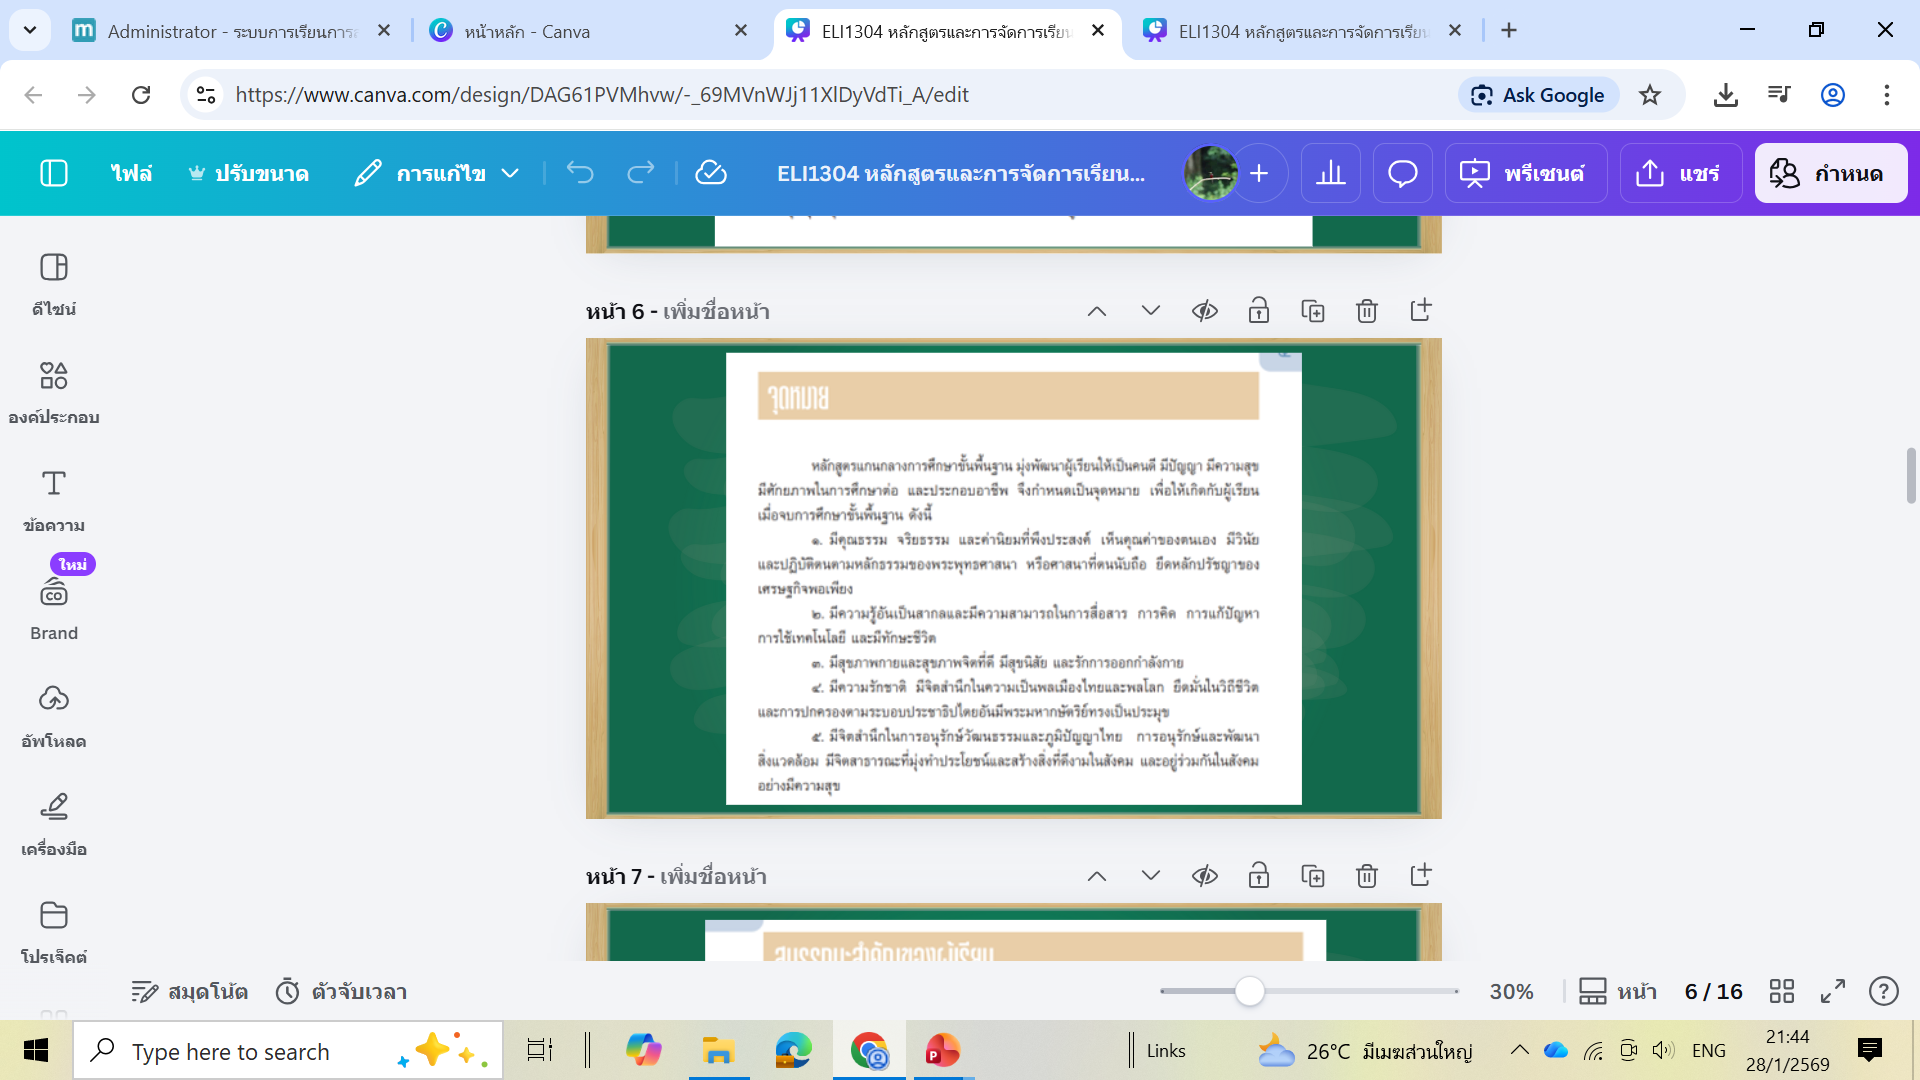 Administrator - ระบบการเรียนการส
หน้าหลัก - Canva
ELI1304 หลักสูตรและการจัดการเรียน
ELI1304 หลักสูตรและการจัดการเรียน
https://www.canva.com/design/DAG61PVMhvw/-_69MVnWJj11XlDyVdTi_A/edit
Ask Google
ไฟล์
ปรับขนาด
การแก้ไข
ELI1304 หลักสูตรและการจัดการเรียน...
พรีเซนต์
แชร์
กำหนด
ดีไซน์
องค์ประกอบ
ข้อความ
ใหม่
Brand
อัพโหลด
เครื่องมือ
โปรเจ็คต์
หน้า 6 - เพิ่มชื่อหน้า
จุดหมาย
หลักสูตรแกนกลางการศึกษาขั้นพื้นฐาน มุ่งพัฒนาผู้เรียนให้เป็นคนดี มีปัญญา มีความสุข
มีศักยภาพในการศึกษาต่อ และประกอบอาชีพ จึงกำหนดเป็นจุดหมาย เพื่อให้เกิดกับผู้เรียน
เมื่อจบการศึกษาขั้นพื้นฐาน ดังนี้
๑. มีคุณธรรม จริยธรรม และค่านิยมที่พึงประสงค์ เห็นคุณค่าของตนเอง มีวินัย
และปฏิบัติตนตามหลักธรรมของพระพุทธศาสนา หรือศาสนาที่ตนนับถือ ยึดหลักปรัชญาของ
เศรษฐกิจพอเพียง
๒. มีความรู้อันเป็นสากลและมีความสามารถในการสื่อสาร การคิด การแก้ปัญหา
การใช้เทคโนโลยี และมีทักษะชีวิต
๓. มีสุขภาพกายและสุขภาพจิตที่ดี มีสุขนิสัย และรักการออกกำลังกาย
๔. มีความรักชาติ มีจิตสำนึกในความเป็นพลเมืองไทยและพลโลก ยึดมั่นในวิถีชีวิต
และการปกครองตามระบอบประชาธิปไตยอันมีพระมหากษัตริย์ทรงเป็นประมุข
๕. มีจิตสำนึกในการอนุรักษ์วัฒนธรรมและภูมิปัญญาไทย การอนุรักษ์และพัฒนา
สิ่งแวดล้อม มีจิตสาธารณะที่มุ่งทำประโยชน์และสร้างสิ่งที่ดีงามในสังคม และอยู่ร่วมกันในสังคม
อย่างมีความสุข
หน้า 7 - เพิ่มชื่อหน้า
สมรรถนะสำคัญของผู้เรียน
สมุดโน้ต
ตัวจับเวลา
30%
หน้า
6 / 16
Type here to search
Links
26°C มีเมฆส่วนใหญ่
ENG
21:44
28/1/2569